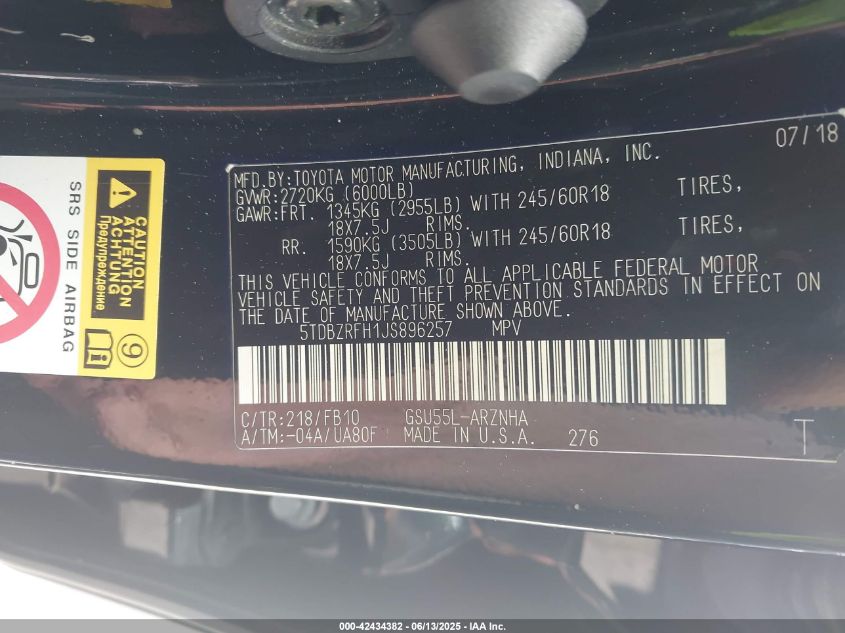 07/18
MFD.BY:TOYOTA MOTOR MANUFACTURING, INDIANA, INC.
GVWR:2720KG (6000LB)
GAWR:FRT. 1345KG (2955LB) WITH 245/60R18 TIRES,
18X7.5J RIMS.
RR. 1590KG (3505LB) WITH 245/60R18 TIRES,
18X7.5J RIMS.
THIS VEHICLE CONFORMS TO ALL APPLICABLE FEDERAL MOTOR
VEHICLE SAFETY AND THEFT PREVENTION STANDARDS IN EFFECT ON
THE DATE OF MANUFACTURE SHOWN ABOVE.
5TDBZRFH1JS896257 MPV
C/TR:218/FB10 GSU55L-ARZNHA
A/TM:-04A/UA80F MADE IN U.S.A. 276 T
CAUTION
ATTENTION
ACHTUNG
Предупреждение
SRS SIDE AIRBAG
9
000-42434382 - 06/13/2025 - IAA Inc.